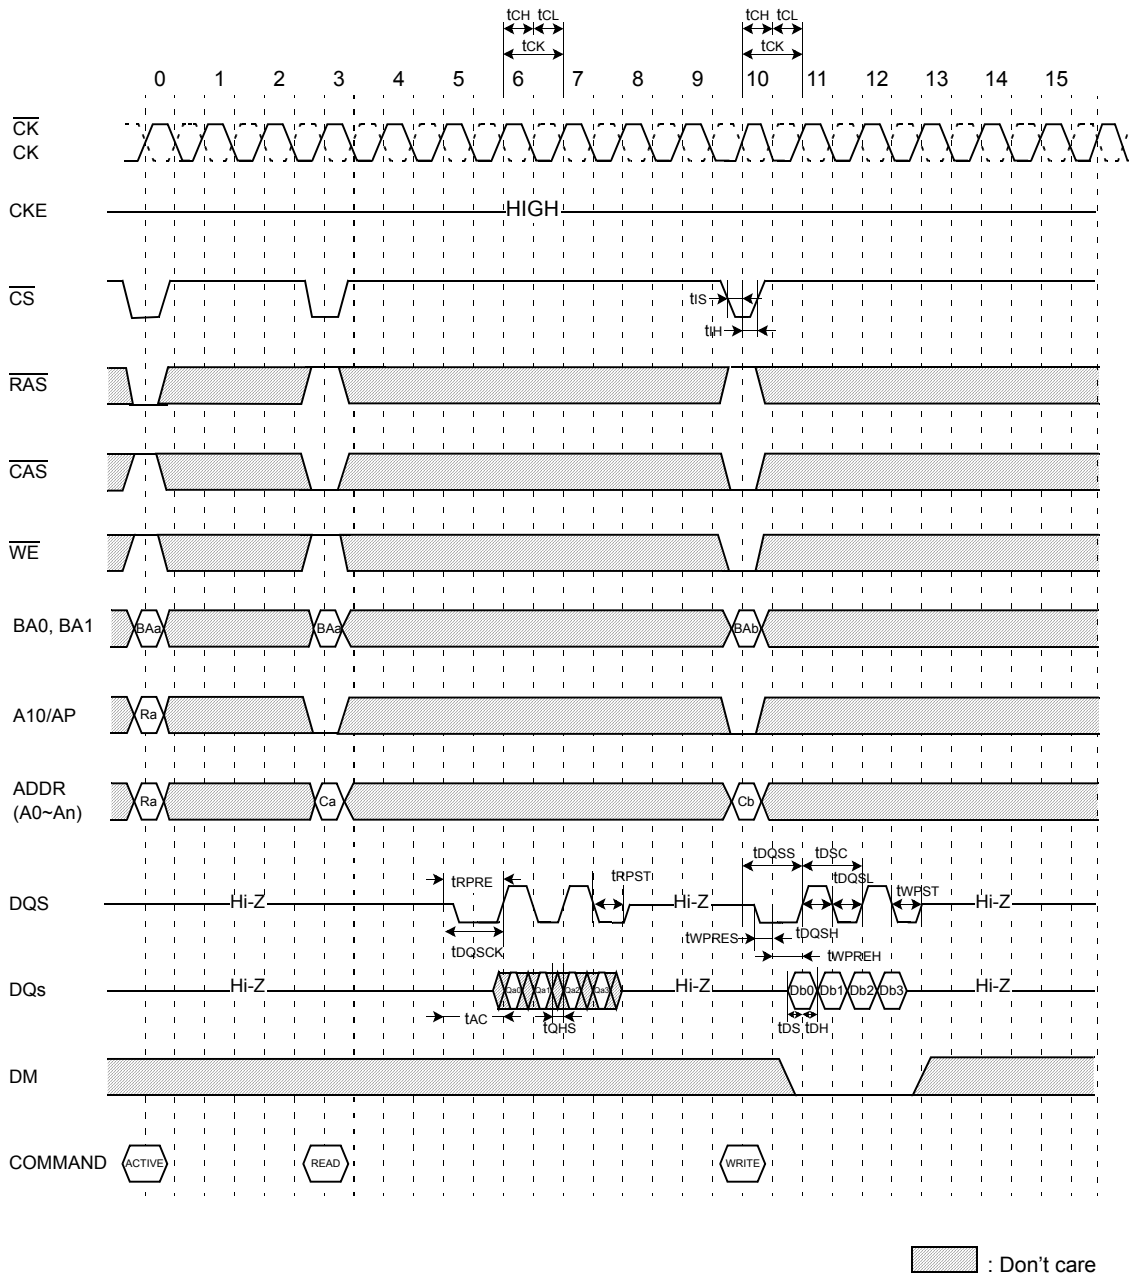 tCH tCL tCH tCL
tCK tCK
0 1 2 3 4 5 6 7 8 9 10 11 12 13 14 15
CK
CK
CKE HIGH
CS
tIS
tIH
RAS
CAS
WE
BA0, BA1 BAa BAa BAb
A10/AP Ra
ADDR
(A0~An) Ra Ca Cb
tDQSS tDSC
tRPRE tRPST tDQSL tWPST
DQS Hi-Z Hi-Z Hi-Z
tDQSCK tWPRES tDQSH
tWPREH
DQs Hi-Z Qa0 Qa1 Qa2 Qa3 Hi-Z Db0 Db1 Db2 Db3 Hi-Z
tAC tQHS tDS tDH
DM
COMMAND ACTIVE READ WRITE
: Don't care